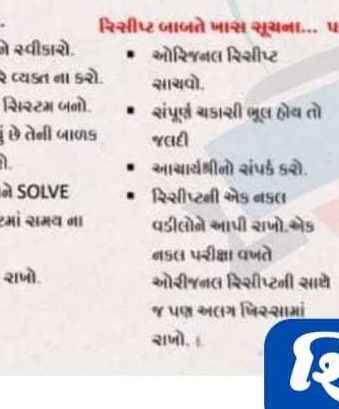 રિસીપ્ટ બાબતે ખાસ સૂચના...
ને સ્વીકારો.
વ્યક્ત ના કરો.
સિસ્ટમ બનો.
છે તેની બાળક
ને SOLVE
સમય ના
રાખો.
▪ ઓરિજનલ રિસીપ્ટ
સાચવો.
▪ સંપૂર્ણ ચકાસી ભૂલ હોય તો
જલદી
▪ આચાર્યશ્રીનો સંપર્ક કરો.
▪ રિસીપ્ટની એક નકલ
વડીલોને આપી રાખો.એક
નકલ પરીક્ષા વખતે
ઓરીજનલ રિસીપ્ટની સાથે
જ પણ અલગ ખિસ્સામાં
રાખો.